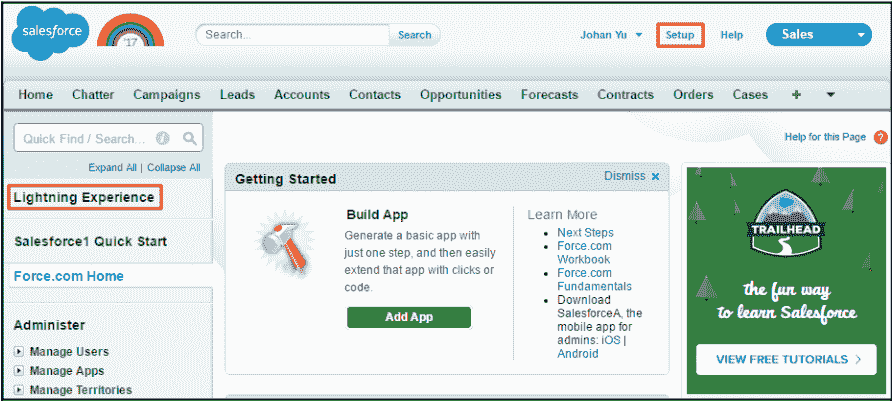 salesforce
'17
Search...
Search
Johan Yu
Setup
Help
Sales
Home Chatter Campaigns Leads Accounts Contacts Opportunities Forecasts Contracts Orders Cases +
Quick Find / Search...
Expand All | Collapse All
Lightning Experience
Salesforce1 Quick Start
Force.com Home
Administer
Manage Users
Manage Apps
Manage Territories
Help for this Page ?
Getting Started
Dismiss x
Build App
Generate a basic app with
just one step, and then easily
extend that app with clicks or
code.
Add App
Learn More
• Next Steps
• Force.com
Workbook
• Force.com
Fundamentals
• Download
SalesforceA, the
mobile app for
admins: iOS |
Android
TRAILHEAD
the fun way
to learn Salesforce
VIEW FREE TUTORIALS >